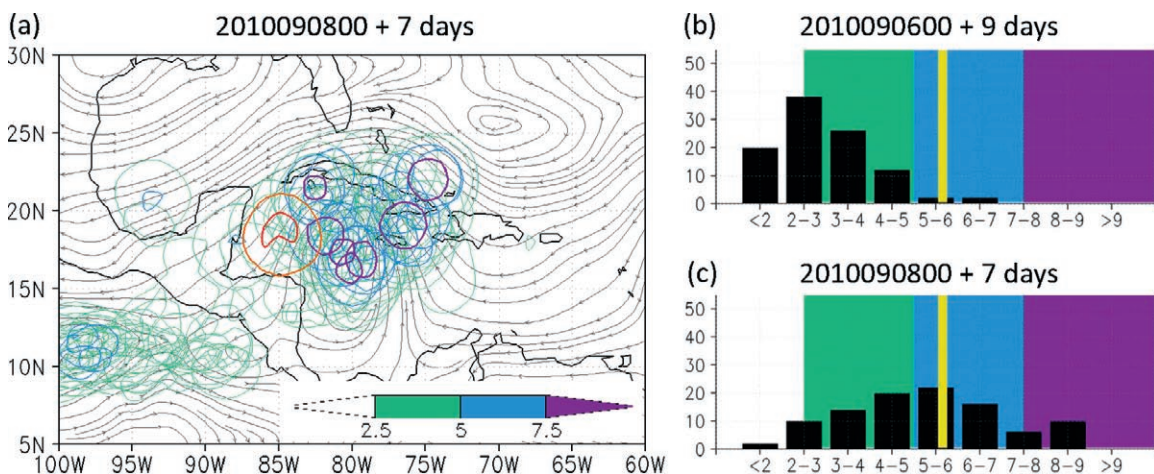 (a) 2010090800 + 7 days
30N
25N
20N
15N
10N
5N
100W 95W 90W 85W 80W 75W 70W 65W 60W
2.5 5 7.5
(b) 2010090600 + 9 days
50
40
30
20
10
0
<2 2-3 3-4 4-5 5-6 6-7 7-8 8-9 >9
(c) 2010090800 + 7 days
50
40
30
20
10
0
<2 2-3 3-4 4-5 5-6 6-7 7-8 8-9 >9